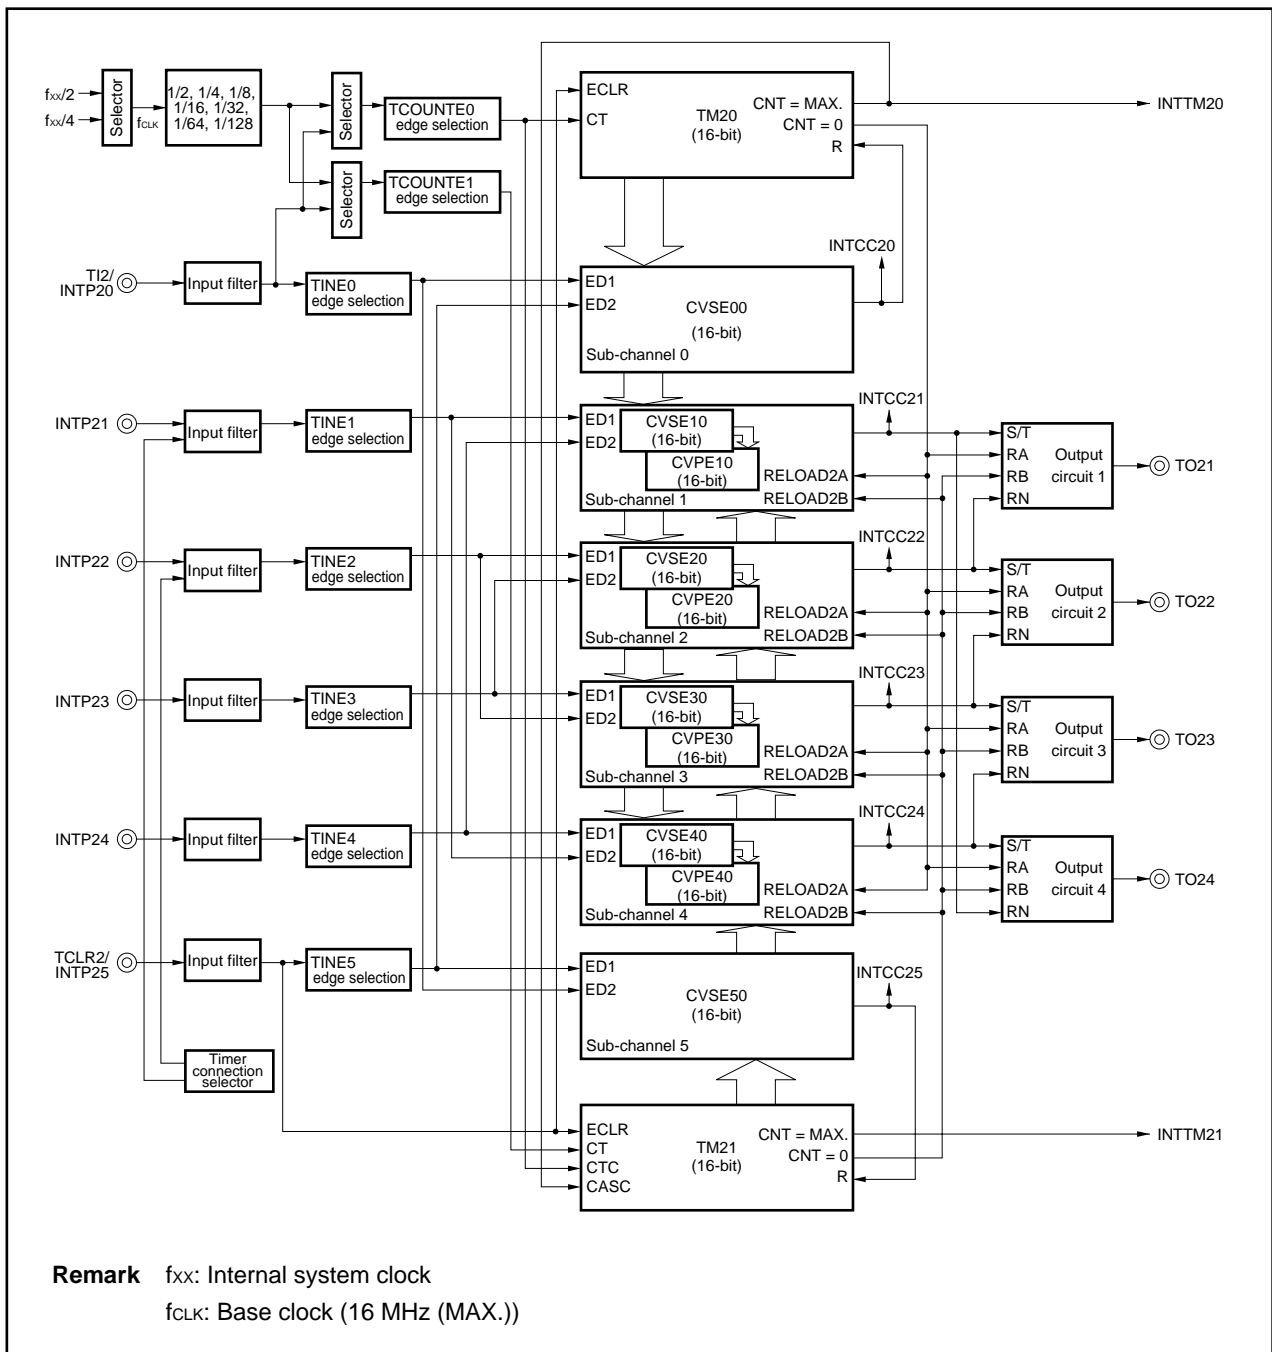 fxx/2
fxx/4
Selector
fCLK
1/2, 1/4, 1/8,
1/16, 1/32,
1/64, 1/128
Selector
TCOUNTE0
edge selection
Selector
TCOUNTE1
edge selection
ECLR
CT
TM20
(16-bit)
CNT = MAX.
CNT = 0
R
INTTM20
TI2/
INTP20
Input filter
TINE0
edge selection
ED1
ED2
CVSE00
(16-bit)
Sub-channel 0
INTCC20
INTP21
Input filter
TINE1
edge selection
ED1
ED2
CVSE10
(16-bit)
CVPE10
(16-bit)
Sub-channel 1
RELOAD2A
RELOAD2B
INTCC21
S/T
RA
RB
RN
Output
circuit 1
TO21
INTP22
Input filter
TINE2
edge selection
ED1
ED2
CVSE20
(16-bit)
CVPE20
(16-bit)
Sub-channel 2
RELOAD2A
RELOAD2B
INTCC22
S/T
RA
RB
RN
Output
circuit 2
TO22
INTP23
Input filter
TINE3
edge selection
ED1
ED2
CVSE30
(16-bit)
CVPE30
(16-bit)
Sub-channel 3
RELOAD2A
RELOAD2B
INTCC23
S/T
RA
RB
RN
Output
circuit 3
TO23
INTP24
Input filter
TINE4
edge selection
ED1
ED2
CVSE40
(16-bit)
CVPE40
(16-bit)
Sub-channel 4
RELOAD2A
RELOAD2B
INTCC24
S/T
RA
RB
RN
Output
circuit 4
TO24
TCLR2/
INTP25
Input filter
TINE5
edge selection
ED1
ED2
CVSE50
(16-bit)
Sub-channel 5
INTCC25
Timer
connection
selector
ECLR
CT
CTC
CASC
TM21
(16-bit)
CNT = MAX.
CNT = 0
R
INTTM21
Remark fxx: Internal system clock
fCLK: Base clock (16 MHz (MAX.))